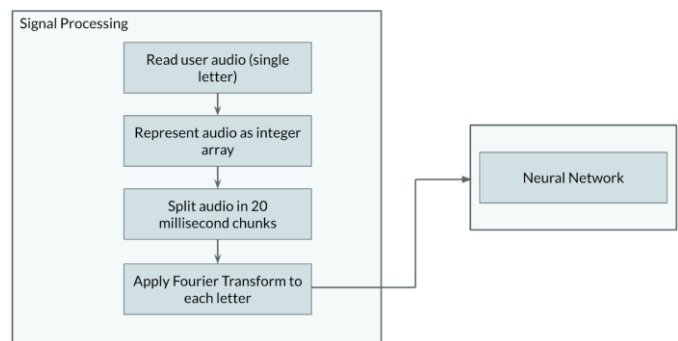 Signal Processing
Read user audio (single
letter)
Represent audio as integer
array
Split audio in 20
millisecond chunks
Apply Fourier Transform to
each letter
Neural Network